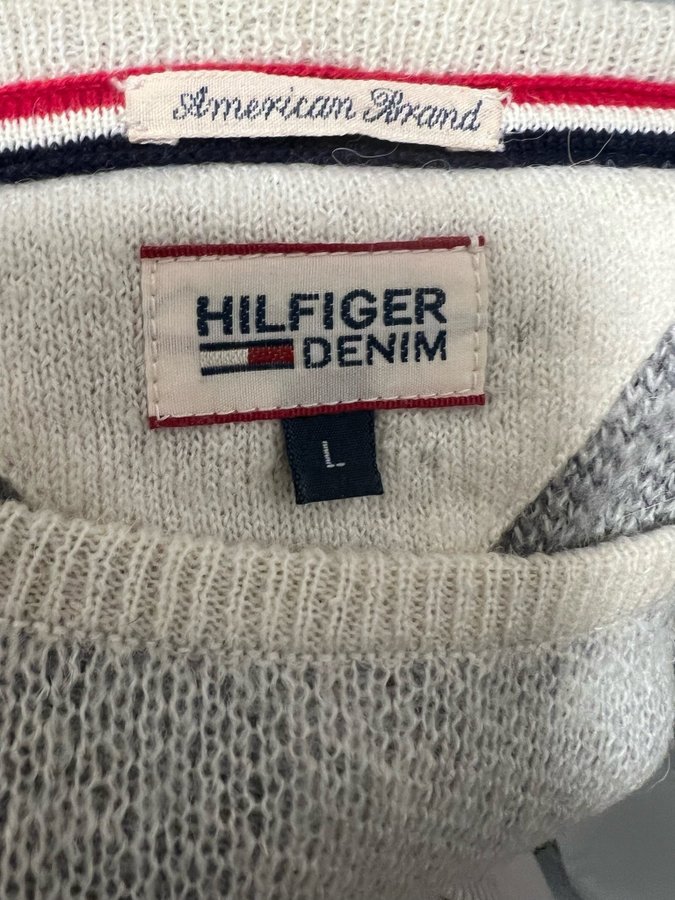 American Brand
HILFIGER
DENIM
L